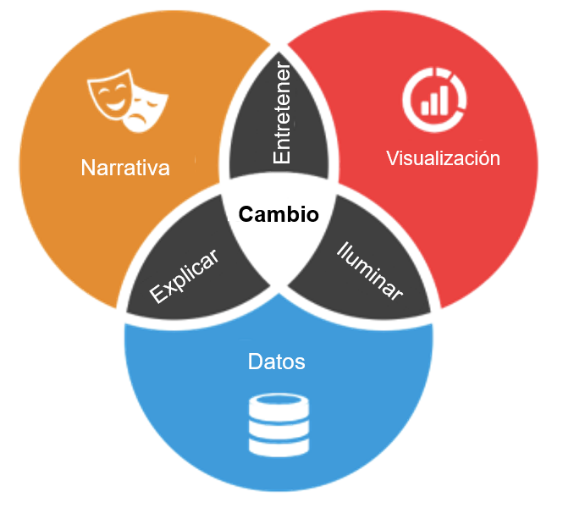 Entretener
Narrativa
Visualización
Cambio
Explicar
Iluminar
Datos